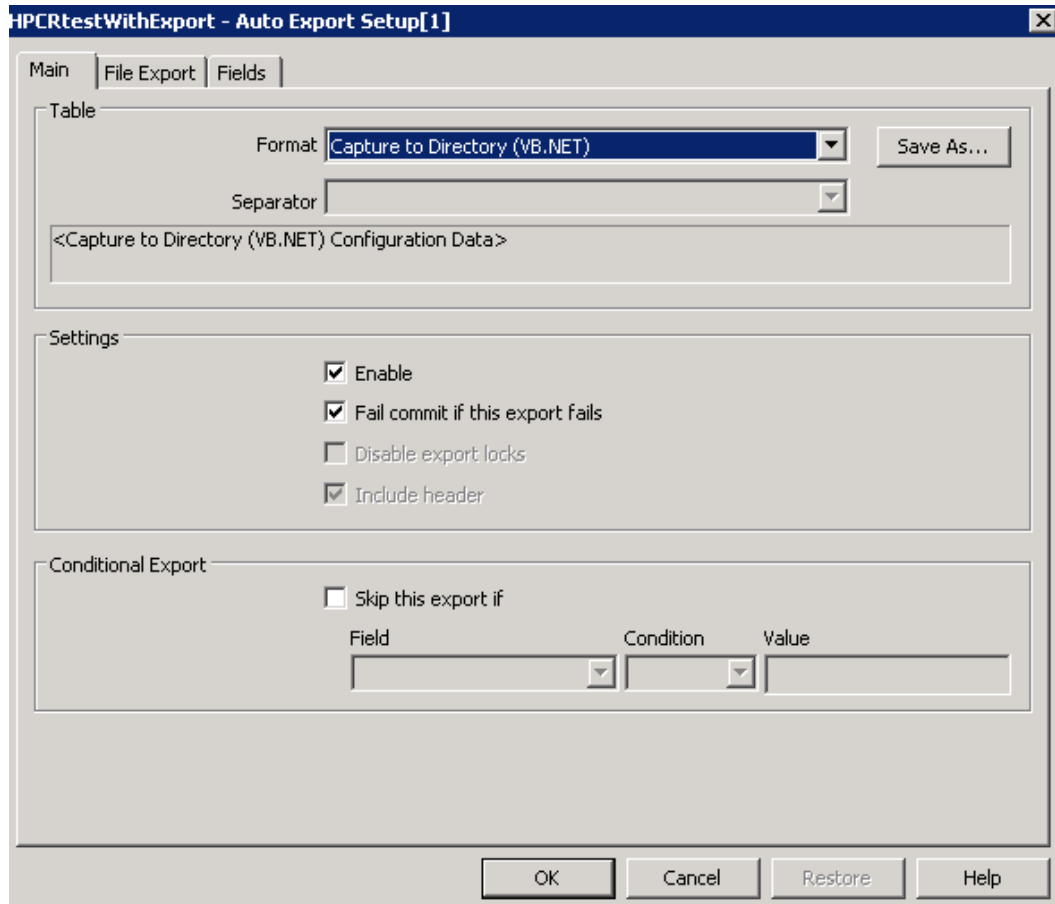 HPCRtestWithExport - Auto Export Setup[1]
Main File Export Fields
Table
Format Capture to Directory (VB.NET) Save As...
Separator
<Capture to Directory (VB.NET) Configuration Data>
Settings
Enable
Fail commit if this export fails
Disable export locks
Include header
Conditional Export
Skip this export if
Field Condition Value
OK Cancel Restore Help